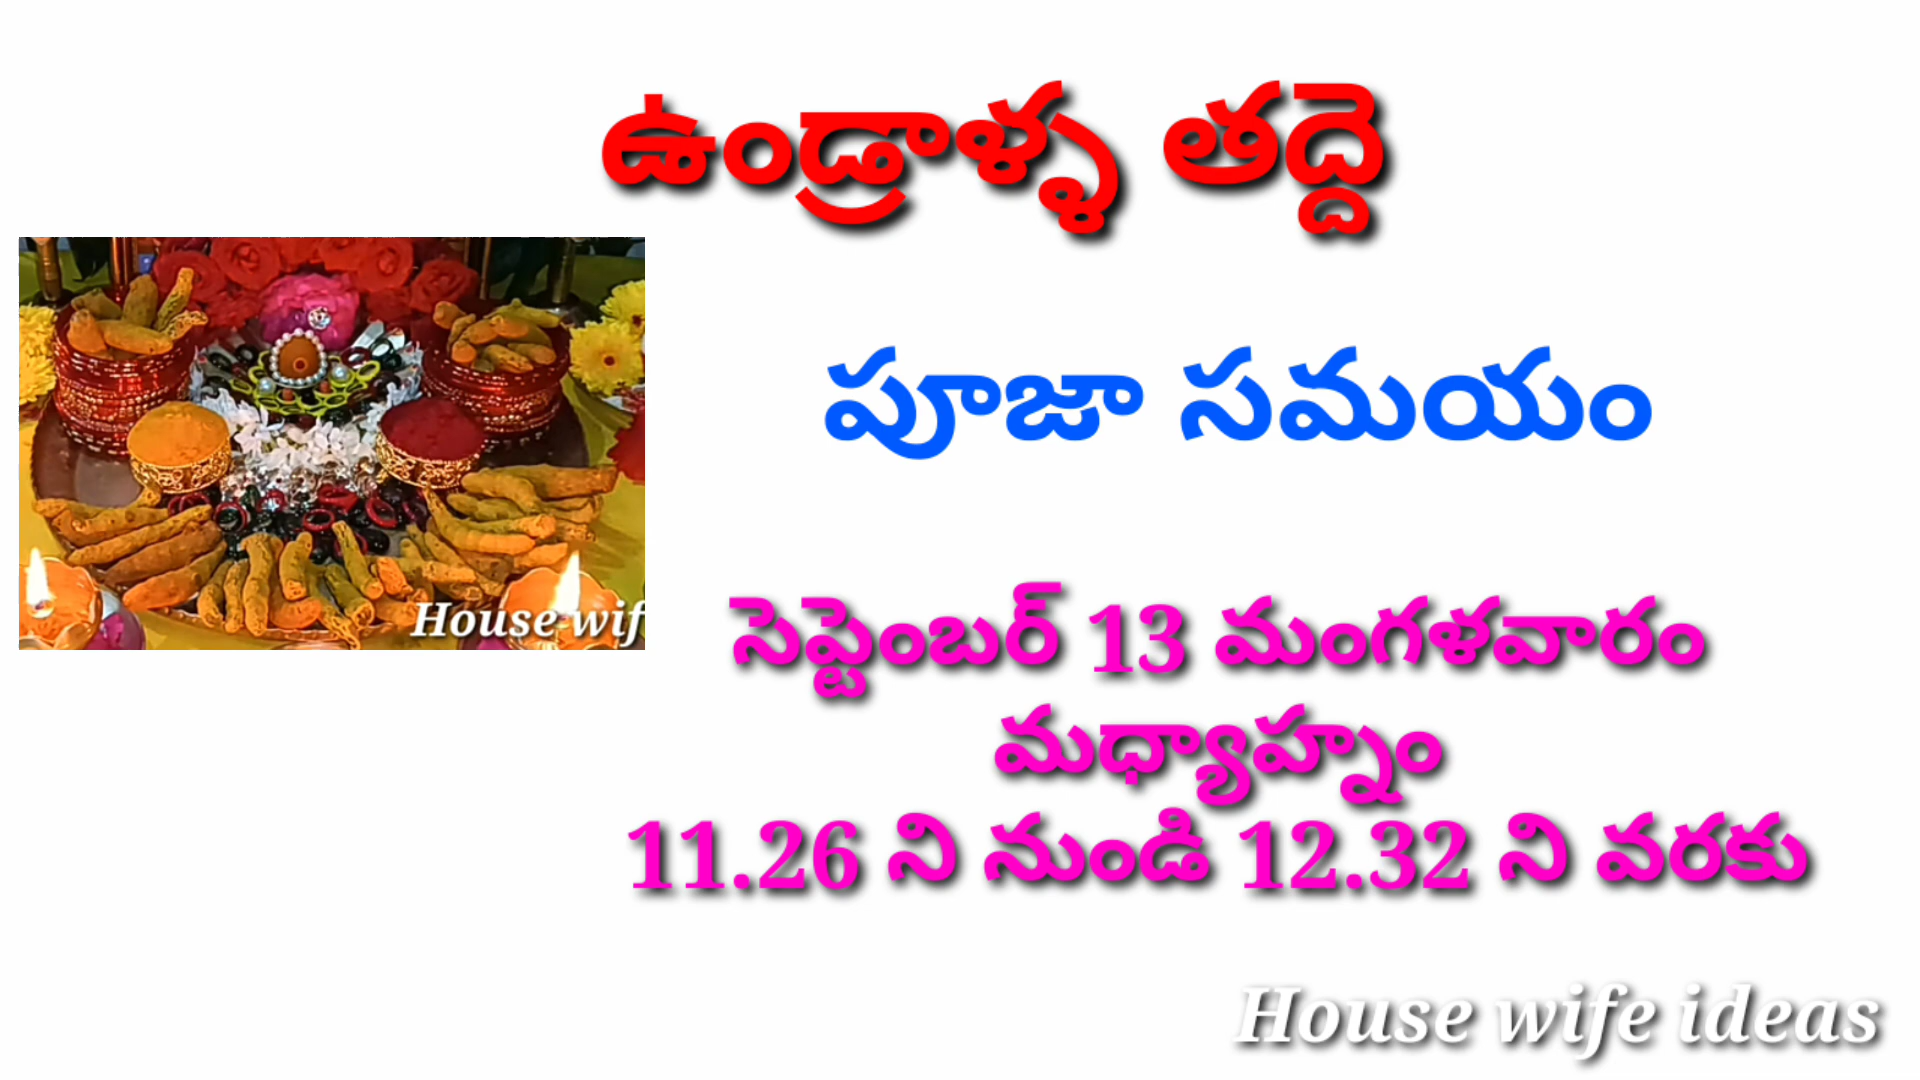 ఉండ్రాళ్ళ తద్దె
పూజా సమయం
House wif
సెప్టెంబర్ 13 మంగళవారం
మధ్యాహ్నం
11.26 ని నుండి 12.32 ని వరకు
House wife ideas